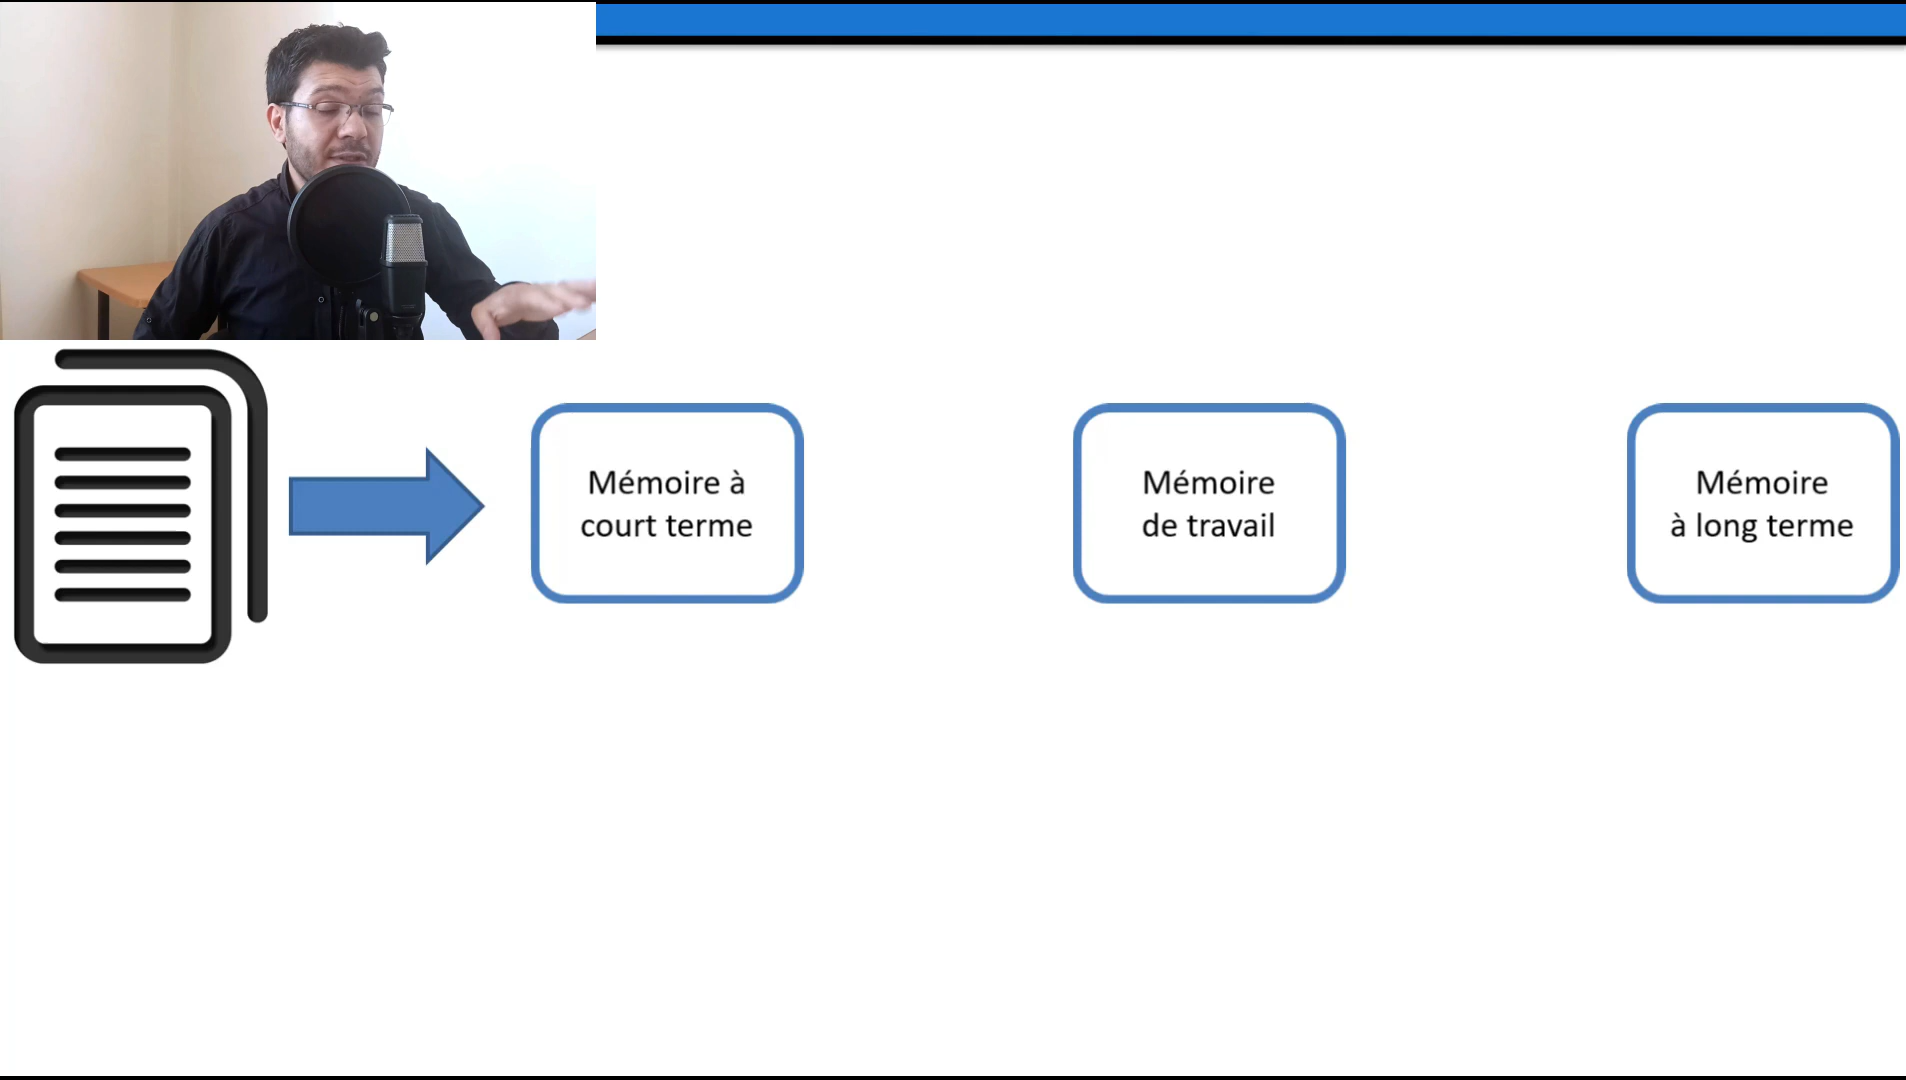 Mémoire à
court terme
Mémoire
de travail
Mémoire
à long terme